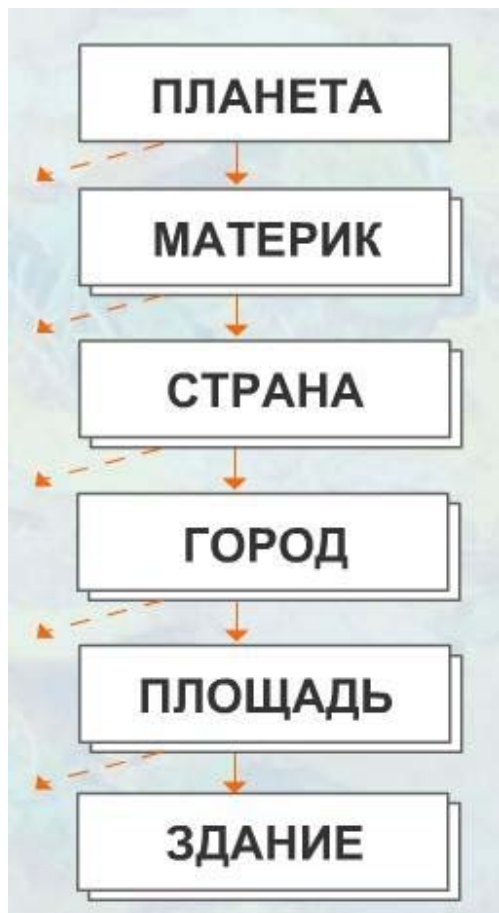 ПЛАНЕТА
МАТЕРИК
СТРАНА
ГОРОД
ПЛОЩАДЬ
ЗДАНИЕ